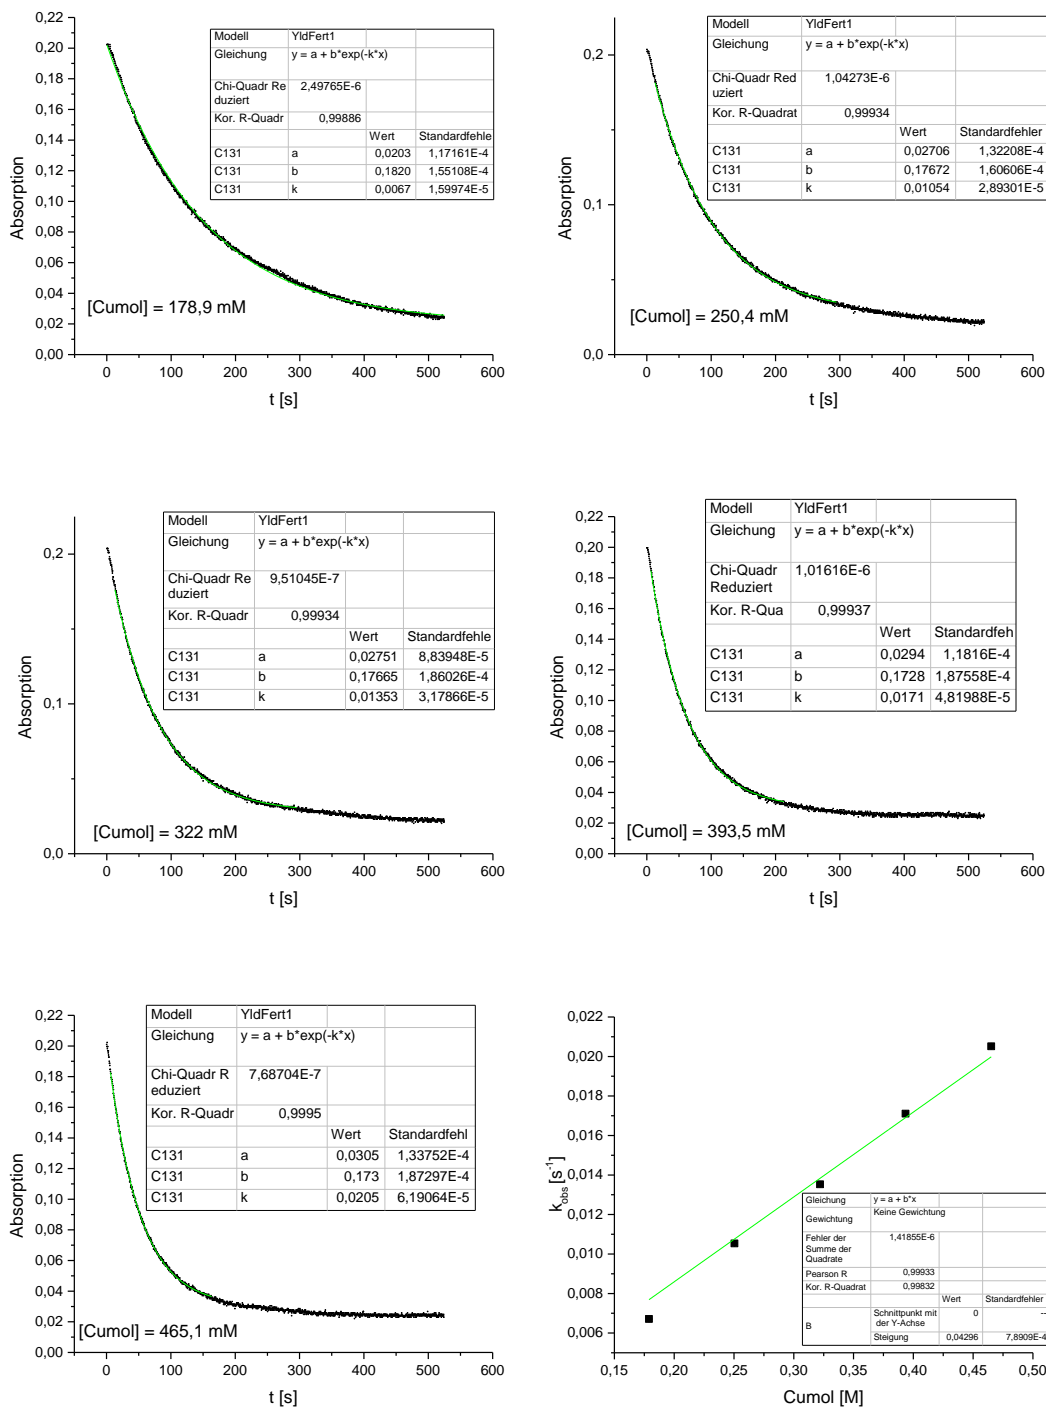 0,22
0,20
0,18
0,16
0,14
0,12
0,10
0,08
0,06
0,04
0,02
0,00
Absorption
Modell YldFert1
Gleichung y = a + b*exp(-k*x)
Chi-Quadr Re
duziert 2,49765E-6
Kor. R-Quadr 0,99886
Wert Standardfehle
C131 a 0,0203 1,17161E-4
C131 b 0,1820 1,55108E-4
C131 k 0,0067 1,59974E-5
[Cumol] = 178,9 mM
0 100 200 300 400 500 600
t [s]
0,2
0,1
0,0
Absorption
Modell YldFert1
Gleichung y = a + b*exp(-k*x)
Chi-Quadr Red
uziert 1,04273E-6
Kor. R-Quadrat 0,99934
Wert Standardfehler
C131 a 0,02706 1,32208E-4
C131 b 0,17672 1,60606E-4
C131 k 0,01054 2,89301E-5
[Cumol] = 250,4 mM
0 100 200 300 400 500 600
t [s]
0,2
0,1
0,0
Absorption
Modell YldFert1
Gleichung y = a + b*exp(-k*x)
Chi-Quadr Re
duziert 9,51045E-7
Kor. R-Quadr 0,99934
Wert Standardfehle
C131 a 0,02751 8,83948E-5
C131 b 0,17665 1,86026E-4
C131 k 0,01353 3,17866E-5
[Cumol] = 322 mM
0 100 200 300 400 500 600
t [s]
0,22
0,20
0,18
0,16
0,14
0,12
0,10
0,08
0,06
0,04
0,02
0,00
Absorption
Modell YldFert1
Gleichung y = a + b*exp(-k*x)
Chi-Quadr
Reduziert 1,01616E-6
Kor. R-Qua 0,99937
Wert Standardfeh
C131 a 0,0294 1,1816E-4
C131 b 0,1728 1,87558E-4
C131 k 0,0171 4,81988E-5
[Cumol] = 393,5 mM
0 100 200 300 400 500 600
t [s]
0,22
0,20
0,18
0,16
0,14
0,12
0,10
0,08
0,06
0,04
0,02
0,00
Absorption
Modell YldFert1
Gleichung y = a + b*exp(-k*x)
Chi-Quadr R
eduziert 7,68704E-7
Kor. R-Quadr 0,9995
Wert Standardfehl
C131 a 0,0305 1,33752E-4
C131 b 0,173 1,87297E-4
C131 k 0,0205 6,19064E-5
[Cumol] = 465,1 mM
0 100 200 300 400 500 600
t [s]
0,022
0,020
0,018
0,016
0,014
0,012
0,010
0,008
0,006
k_obs [s⁻¹]
Gleichung y = a + b*x
Gewichtung Keine Gewichtung
Fehler der
Summe der
Quadrate 1,41855E-6
Pearson R 0,99933
Kor. R-Quadrat 0,99832
Wert Standardfehler
B Schnittpunkt mit
der Y-Achse 0 --
Steigung 0,04296 7,8909E-4
0,15 0,20 0,25 0,30 0,35 0,40 0,45 0,50
Cumol [M]